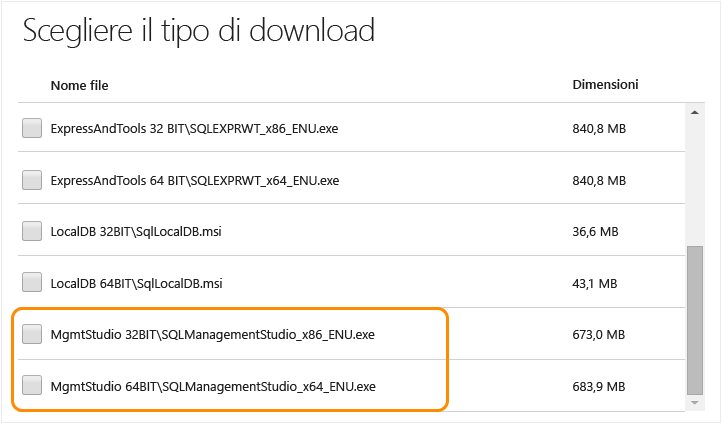 Scegliere il tipo di download
Nome file Dimensioni
ExpressAndTools 32 BIT\SQLEXPRWT_x86_ENU.exe 840,8 MB
ExpressAndTools 64 BIT\SQLEXPRWT_x64_ENU.exe 840,8 MB
LocalDB 32BIT\SqlLocalDB.msi 36,6 MB
LocalDB 64BIT\SqlLocalDB.msi 43,1 MB
MgmtStudio 32BIT\SQLManagementStudio_x86_ENU.exe 673,0 MB
MgmtStudio 64BIT\SQLManagementStudio_x64_ENU.exe 683,9 MB